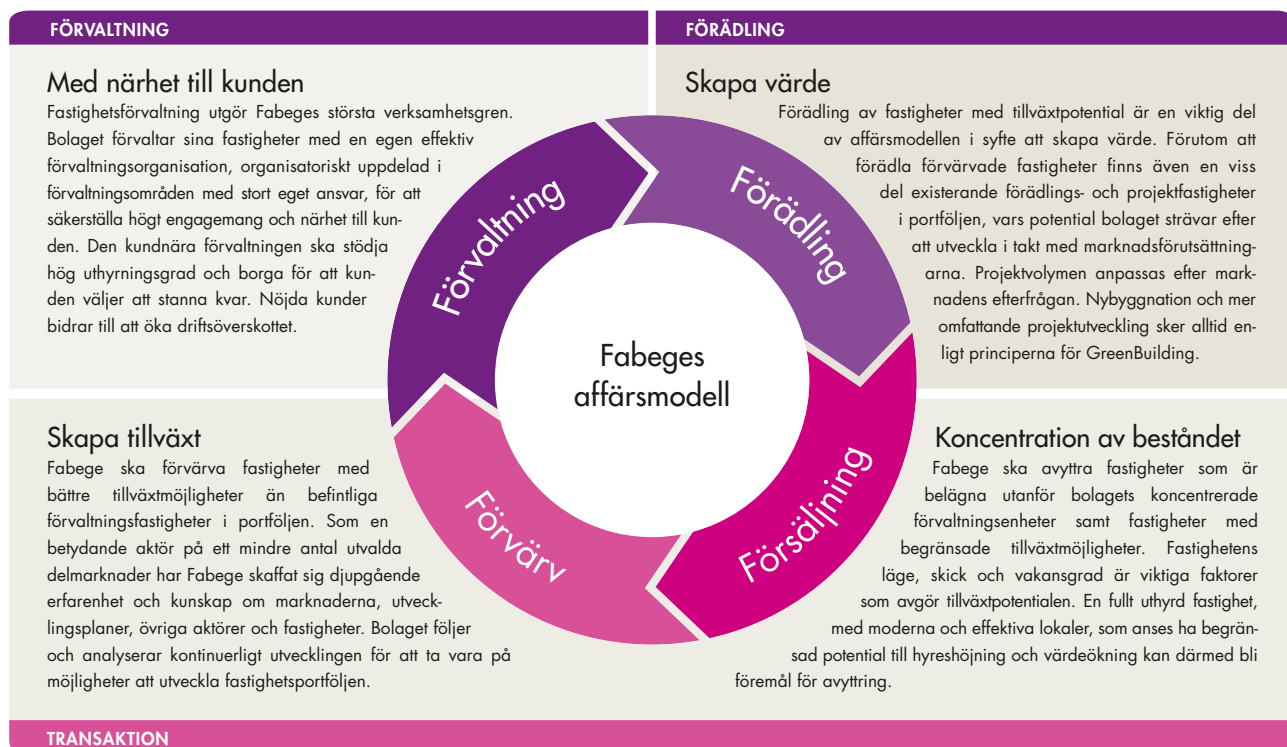 FÖRVALTNING
Med närhet till kunden
Fastighetsförvaltning utgör Fabeges största verksamhetsgren.
Bolaget förvaltar sina fastigheter med en egen effektiv
förvaltningsorganisation, organisatoriskt uppdelad i
förvaltningsområden med stort eget ansvar, för att
säkerställa högt engagemang och närhet till kun-
den. Den kundnära förvaltningen ska stödja
hög uthyrningsgrad och borga för att kun-
den väljer att stanna kvar. Nöjda kunder
bidrar till att öka driftsöverskottet.
FÖRÄDLING
Skapa värde
Förädling av fastigheter med tillväxtpotential är en viktig del
av affärsmodellen i syfte att skapa värde. Förutom att
förädla förvärvade fastigheter finns även en viss
del existerande förädlings- och projektfastigheter
i portföljen, vars potential bolaget strävar efter
att utveckla i takt med marknadsförutsättning-
arna. Projektvolymen anpassas efter mark-
nadens efterfrågan. Nybyggnation och mer
omfattande projektutveckling sker alltid en-
ligt principerna för GreenBuilding.
Förvaltning
Förädling
Fabeges
affärsmodell
Förvärv
Försäljning
Skapa tillväxt
Fabege ska förvärva fastigheter med
bättre tillväxtmöjligheter än befintliga
förvaltningsfastigheter i portföljen. Som en
betydande aktör på ett mindre antal utvalda
delmarknader har Fabege skaffat sig djupgående
erfarenhet och kunskap om marknaderna, utveck-
lingsplaner, övriga aktörer och fastigheter. Bolaget följer
och analyserar kontinuerligt utvecklingen för att ta vara på
möjligheter att utveckla fastighetsportföljen.
Koncentration av beståndet
Fabege ska avyttra fastigheter som är
belägna utanför bolagets koncentrerade
förvaltningsenheter samt fastigheter med
begränsade tillväxtmöjligheter. Fastighetens
läge, skick och vakansgrad är viktiga faktorer
som avgör tillväxtpotentialen. En fullt uthyrd fastighet,
med moderna och effektiva lokaler, som anses ha begrän-
sad potential till hyreshöjning och värdeökning kan därmed bli
föremål för avyttring.
TRANSAKTION